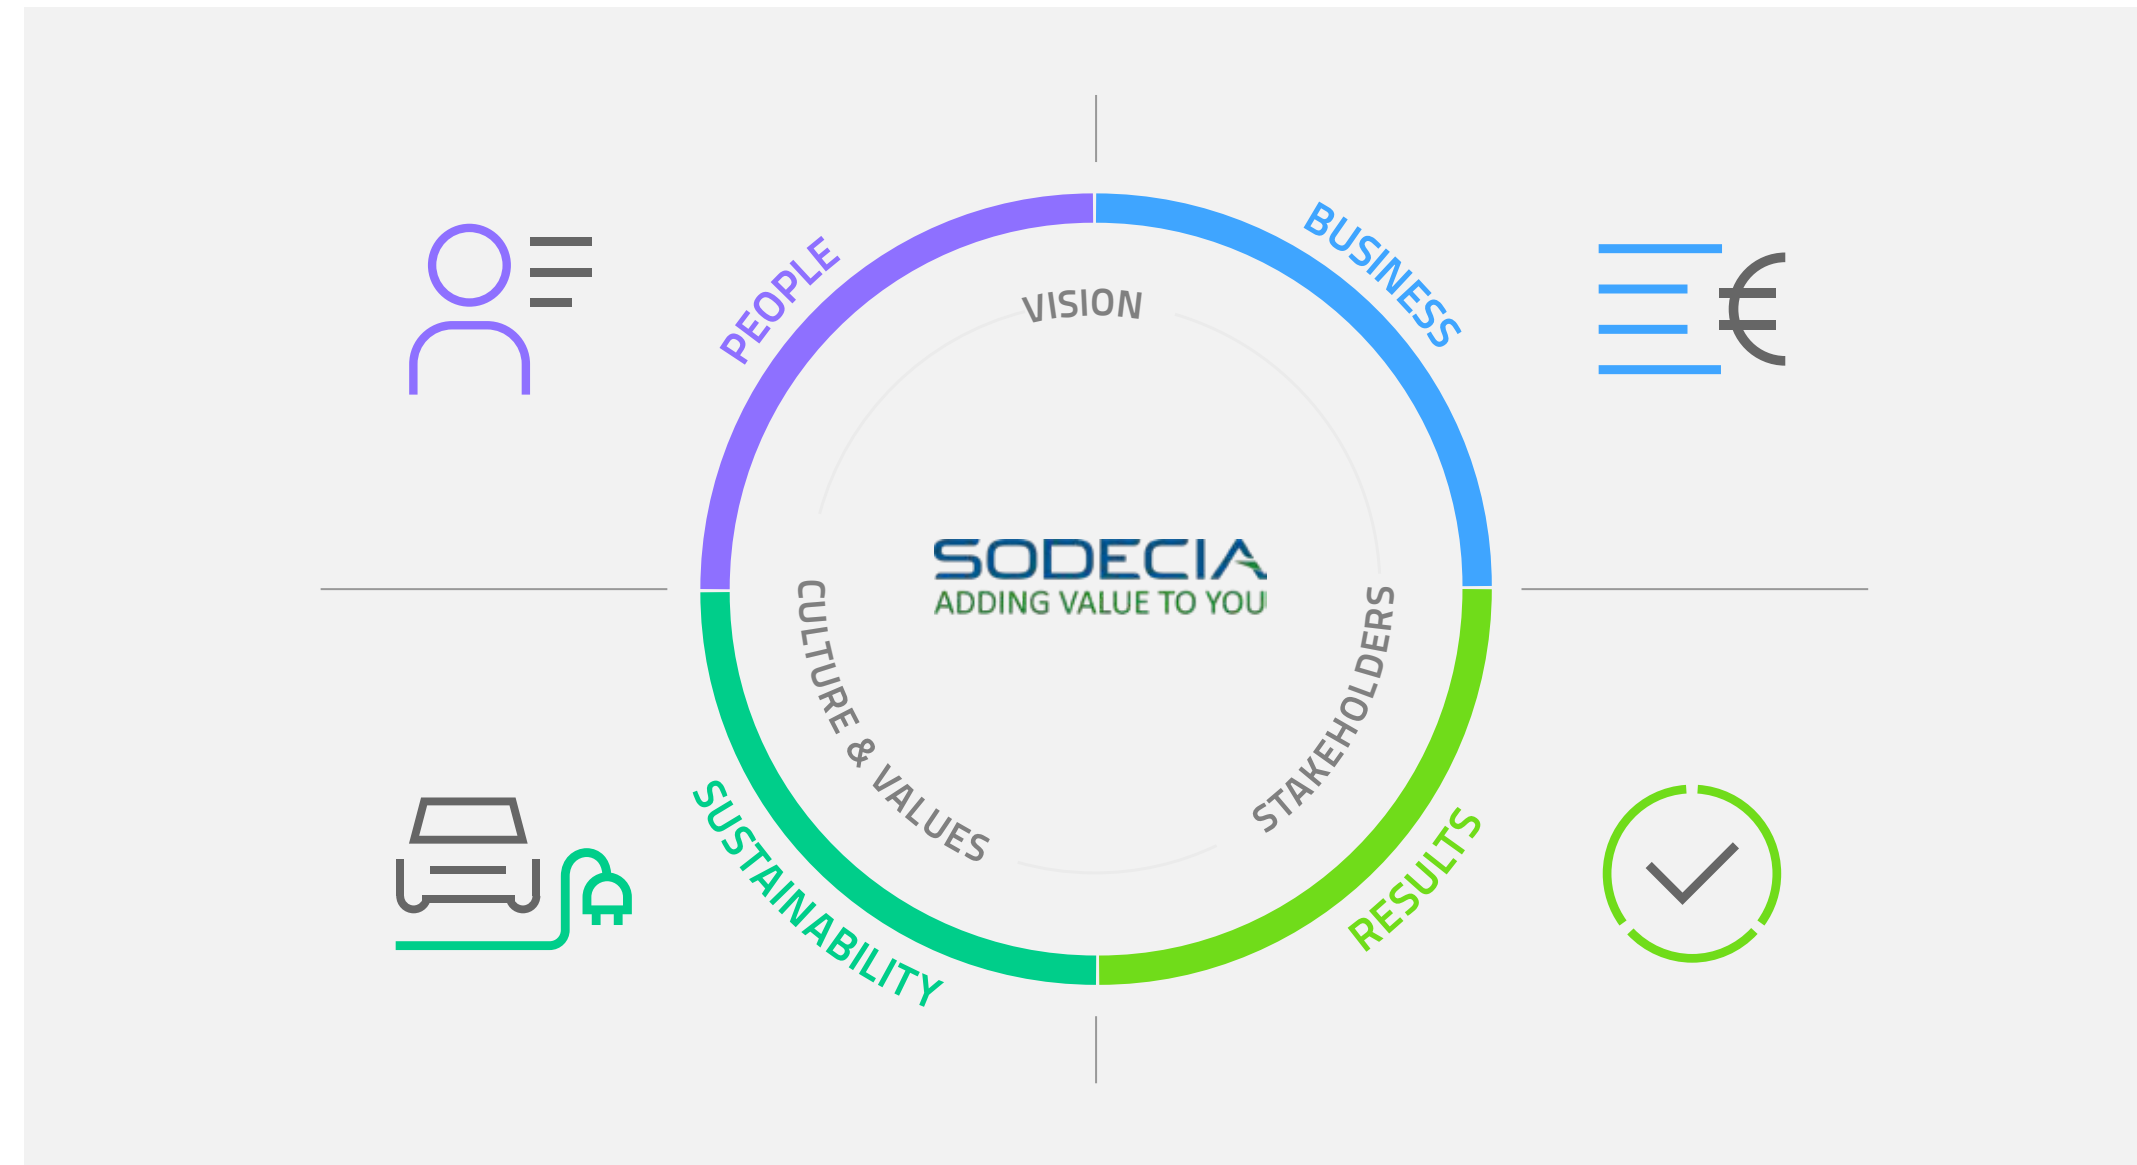 PEOPLE
BUSINESS
VISION
SODECIA
ADDING VALUE TO YOU
CULTURE & VALUES
STAKEHOLDERS
SUSTAINABILITY
RESULTS